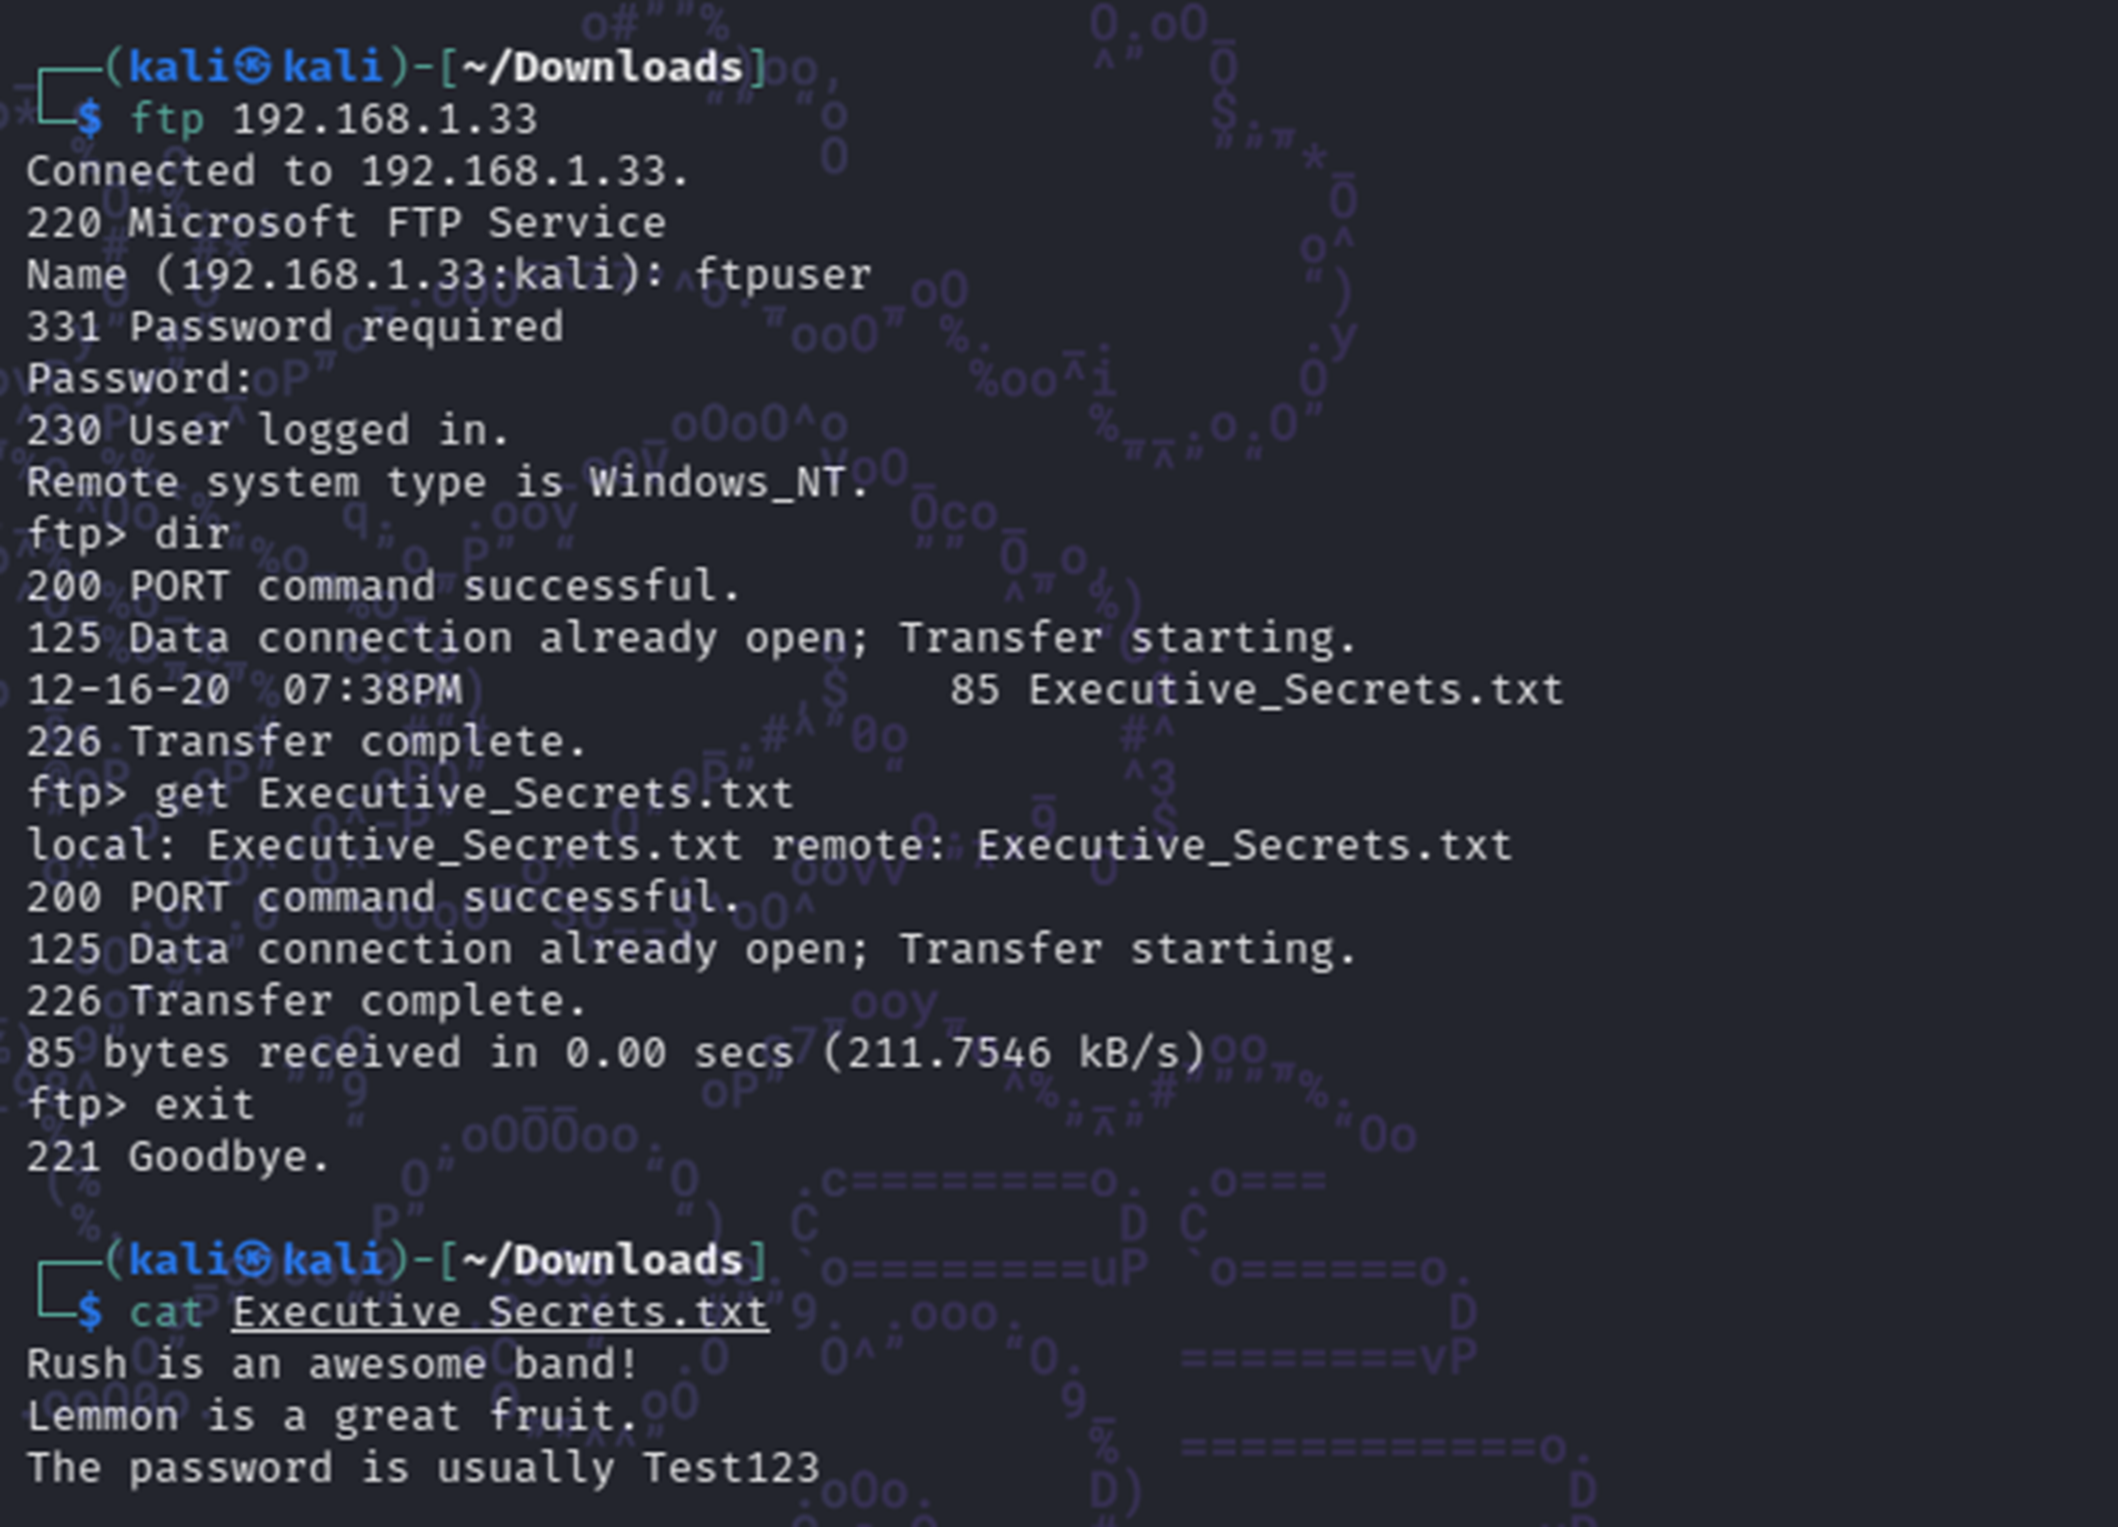 (kali㉿kali)-[~/Downloads]
$ ftp 192.168.1.33
Connected to 192.168.1.33.
220 Microsoft FTP Service
Name (192.168.1.33:kali): ftpuser
331 Password required
Password:
230 User logged in.
Remote system type is Windows_NT.
ftp> dir
200 PORT command successful.
125 Data connection already open; Transfer starting.
12-16-20  07:38PM                   85 Executive_Secrets.txt
226 Transfer complete.
ftp> get Executive_Secrets.txt
local: Executive_Secrets.txt remote: Executive_Secrets.txt
200 PORT command successful.
125 Data connection already open; Transfer starting.
226 Transfer complete.
85 bytes received in 0.00 secs (211.7546 kB/s)
ftp> exit
221 Goodbye.
(kali㉿kali)-[~/Downloads]
$ cat Executive_Secrets.txt
Rush is an awesome band!
Lemmon is a great fruit.
The password is usually Test123